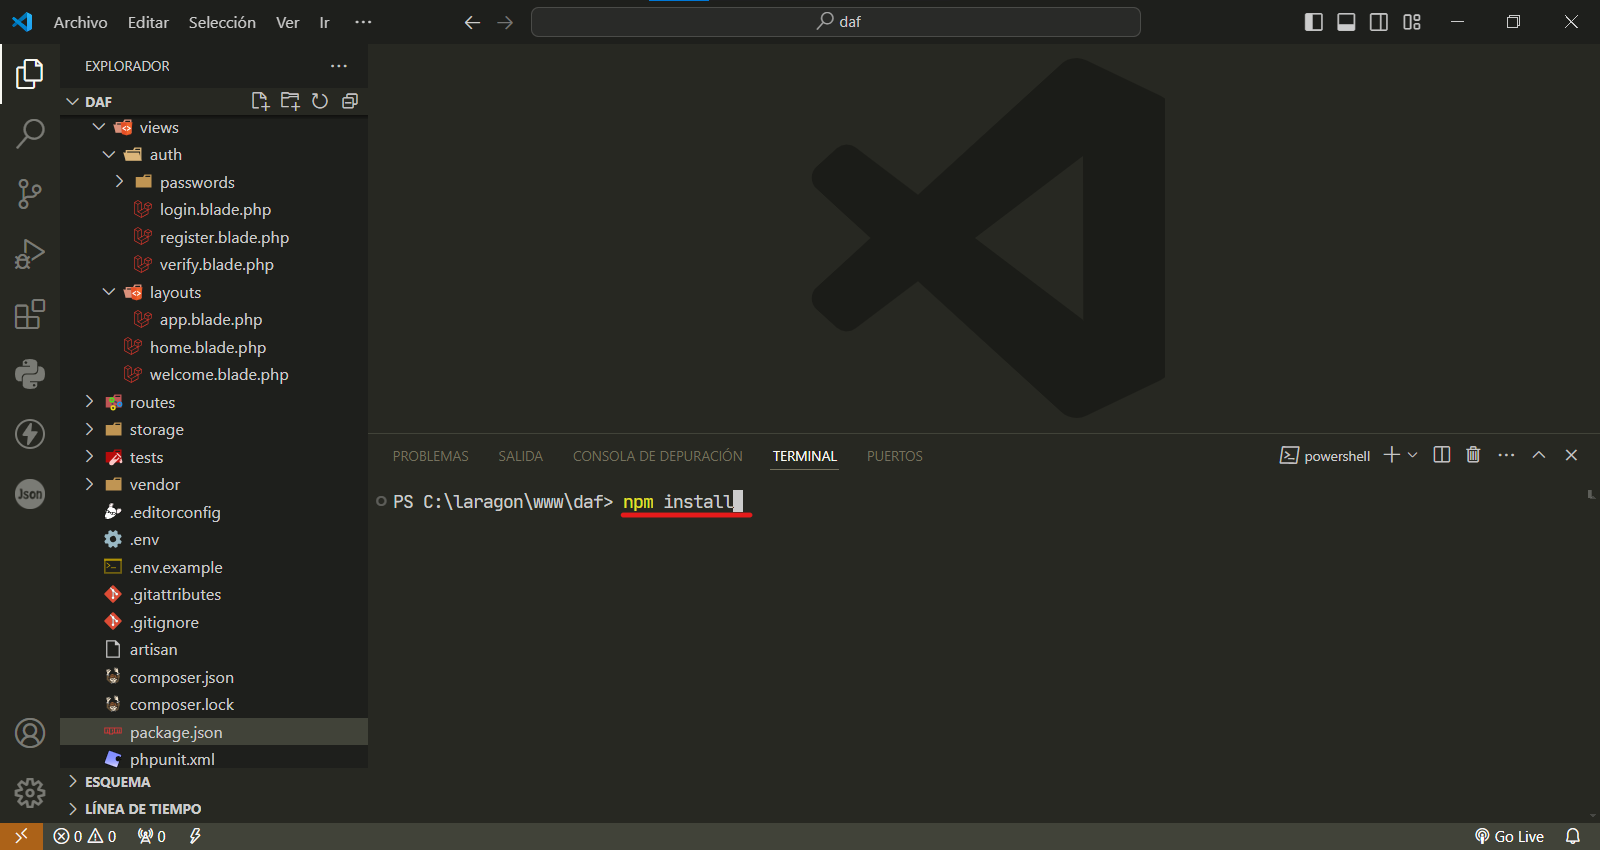 Archivo Editar Selección Ver Ir ···
daf
EXPLORADOR ···
DAF
views
auth
passwords
login.blade.php
register.blade.php
verify.blade.php
layouts
app.blade.php
home.blade.php
welcome.blade.php
routes
storage
tests
vendor
.editorconfig
.env
.env.example
.gitattributes
.gitignore
artisan
composer.json
composer.lock
package.json
phpunit.xml
ESQUEMA
LÍNEA DE TIEMPO
Json
PROBLEMAS SALIDA CONSOLA DE DEPURACIÓN TERMINAL PUERTOS
powershell
PS C:\laragon\www\daf> npm install
0 0 0
Go Live